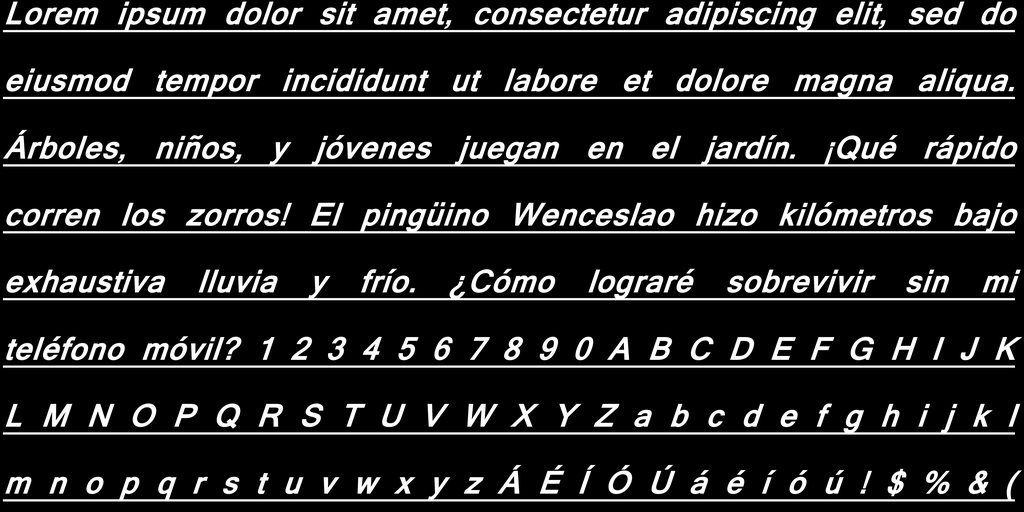 Lorem ipsum dolor sit amet, consectetur adipiscing elit, sed do
eiusmod tempor incididunt ut labore et dolore magna aliqua.
Árboles, niños, y jóvenes juegan en el jardín. ¡Qué rápido
corren los zorros! El pingüino Wenceslao hizo kilómetros bajo
exhaustiva lluvia y frío. ¿Cómo lograré sobrevivir sin mi
teléfono móvil? 1 2 3 4 5 6 7 8 9 0 A B C D E F G H I J K
L M N O P Q R S T U V W X Y Z a b c d e f g h i j k l
m n o p q r s t u v w x y z Á É Í Ó Ú á é í ó ú ! $ % & (